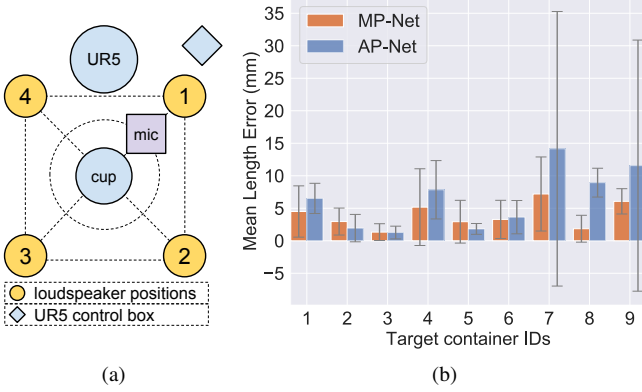 UR5
4
1
mic
cup
3
2
loudspeaker positions
UR5 control box
(a)
MP-Net
AP-Net
Mean Length Error (mm)
35
30
25
20
15
10
5
0
−5
1 2 3 4 5 6 7 8 9
Target container IDs
(b)